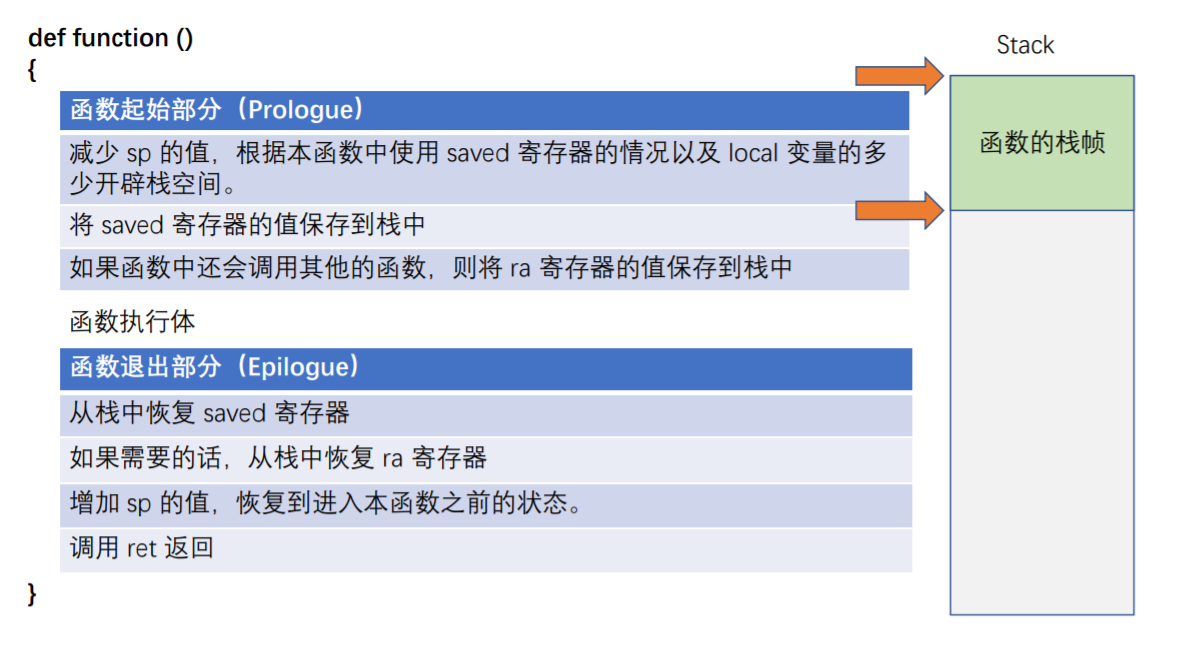 def function ()
{
函数起始部分（Prologue）
减少 sp 的值，根据本函数中使用 saved 寄存器的情况以及 local 变量的多
少开辟栈空间。
将 saved 寄存器的值保存到栈中
如果函数中还会调用其他的函数，则将 ra 寄存器的值保存到栈中
函数执行体
函数退出部分（Epilogue）
从栈中恢复 saved 寄存器
如果需要的话，从栈中恢复 ra 寄存器
增加 sp 的值，恢复到进入本函数之前的状态。
调用 ret 返回
}
Stack
函数的栈帧